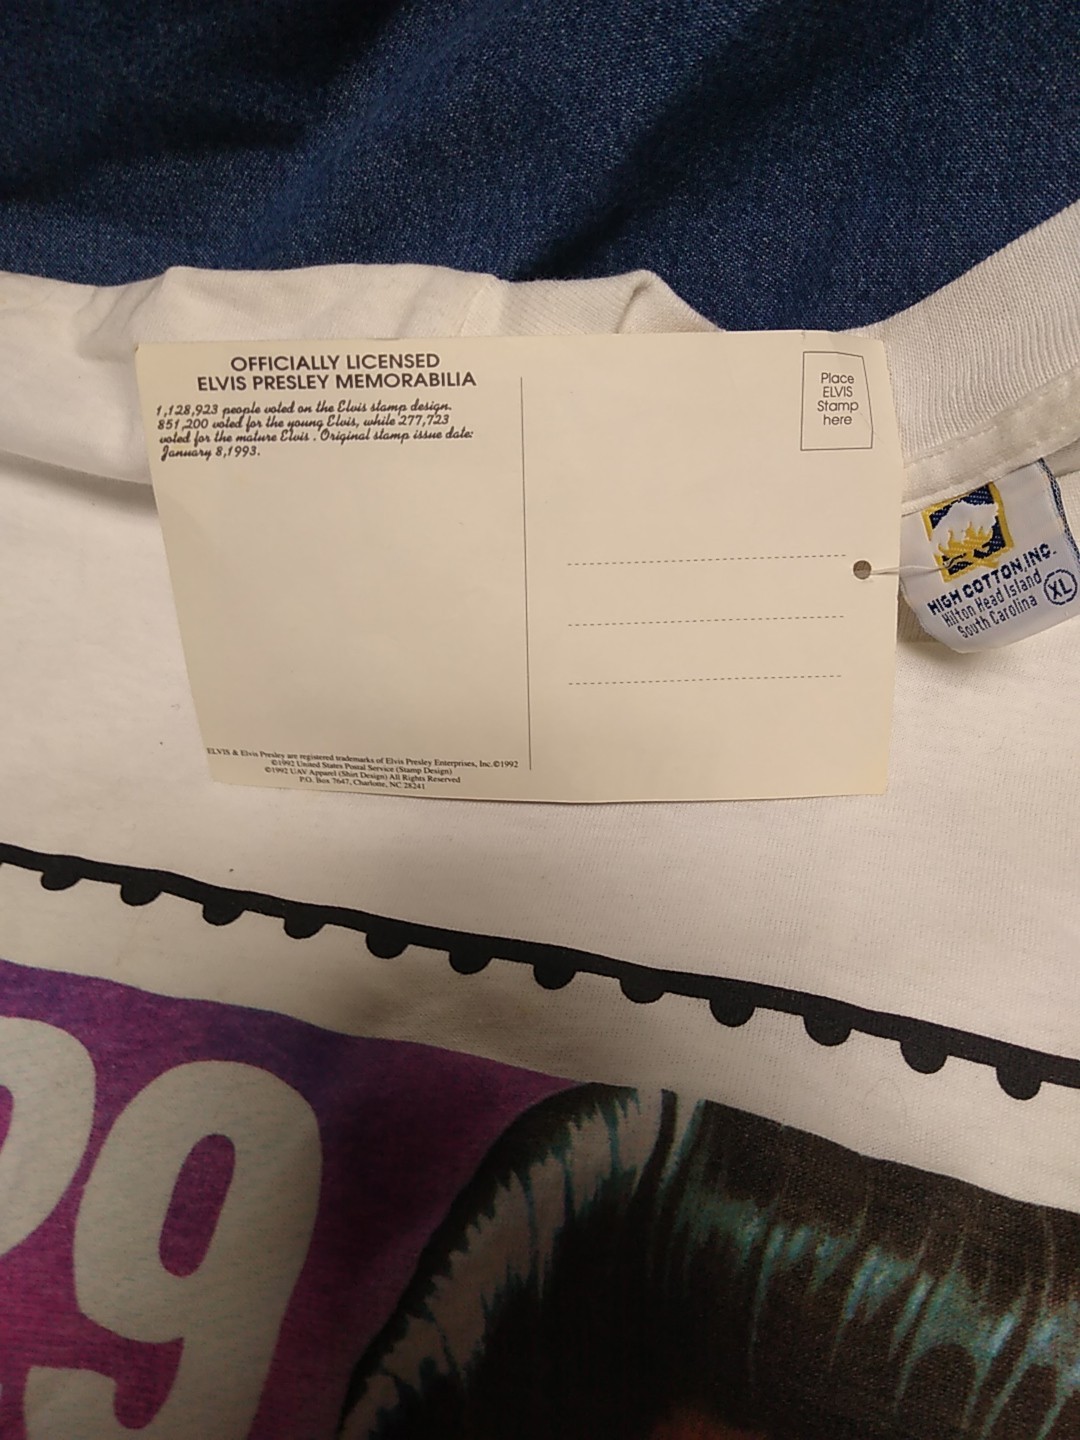 OFFICIALLY LICENSED
ELVIS PRESLEY MEMORABILIA
1,128,923 people voted on the Elvis stamp design.
851,200 voted for the young Elvis, while 277,723
voted for the mature Elvis . Original stamp issue date:
January 8,1993.
Place
ELVIS
Stamp
here
HIGH COTTON, INC.
Hilton Head Island
South Carolina
XL
ELVIS & Elvis Presley are registered trademarks of Elvis Presley Enterprises, Inc.©1992
©1992 United States Postal Service (Stamp Design)
©1992 UAV Apparel (Shirt Design) All Rights Reserved
P.O. Box 7647, Charlotte, NC 28241
29